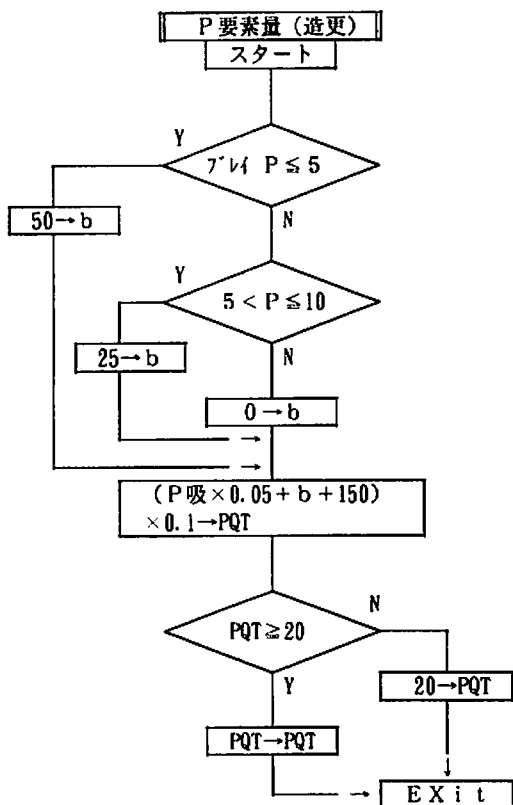 P要素量(造更)
スタート
Y
ブレイ P≦5
50→b
N
Y
5<P≦10
25→b
N
0→b
(P吸×0.05+b+150)
×0.1→PQT
N
PQT≧20
Y
20→PQT
PQT→PQT
EXit